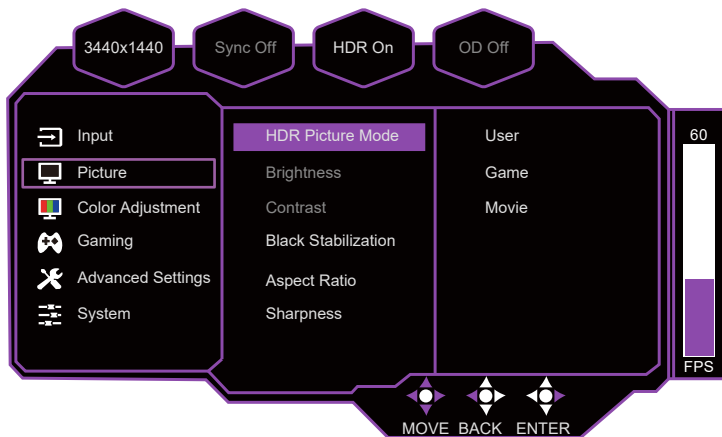 3440x1440
Sync Off
HDR On
OD Off
Input
Picture
Color Adjustment
Gaming
Advanced Settings
System
HDR Picture Mode
Brightness
Contrast
Black Stabilization
Aspect Ratio
Sharpness
User
Game
Movie
60
FPS
MOVE BACK ENTER